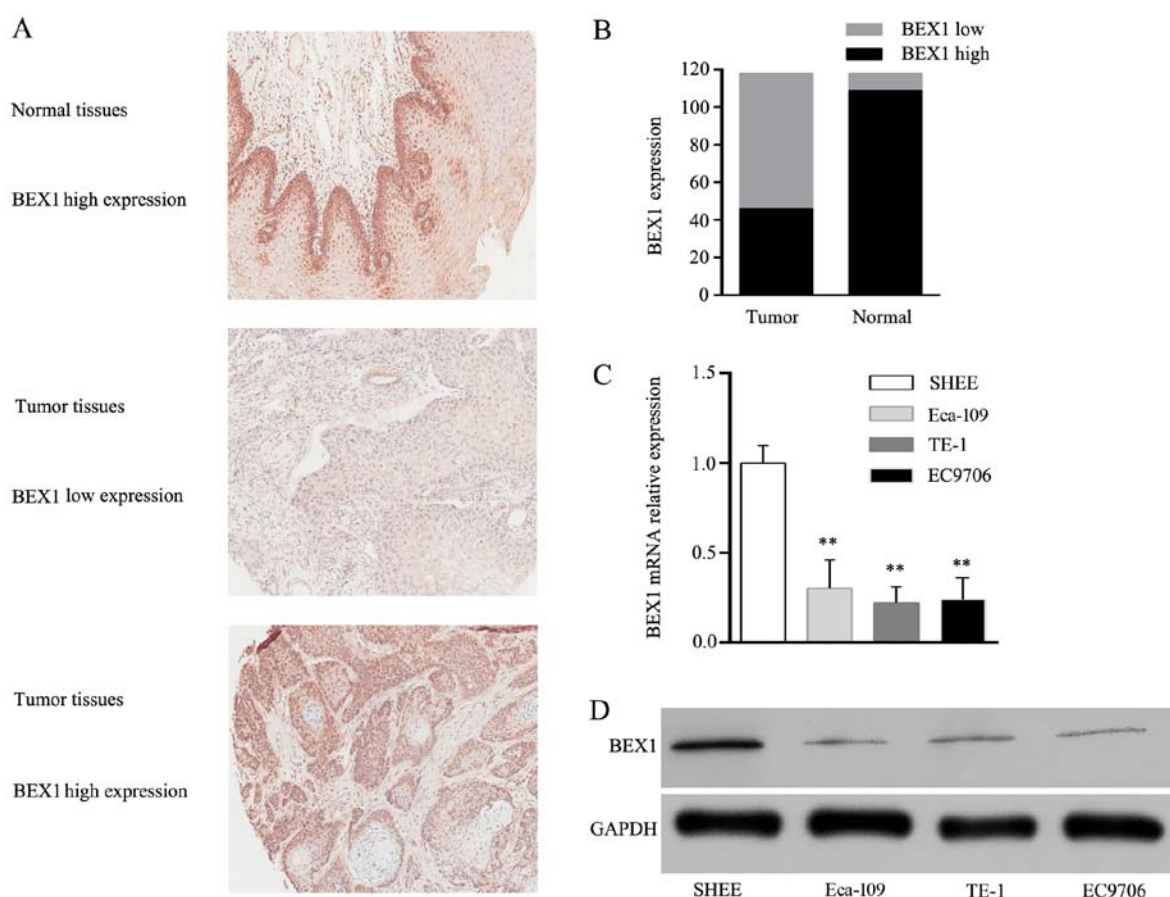 A
Normal tissues
BEX1 high expression
Tumor tissues
BEX1 low expression
Tumor tissues
BEX1 high expression
B
BEX1 low
BEX1 high
BEX1 expression
120
100
80
60
40
20
0
Tumor
Normal
C
SHEE
Eca-109
TE-1
EC9706
BEX1 mRNA relative expression
1.5
1.0
0.5
0.0
**
**
**
D
BEX1
GAPDH
SHEE
Eca-109
TE-1
EC9706